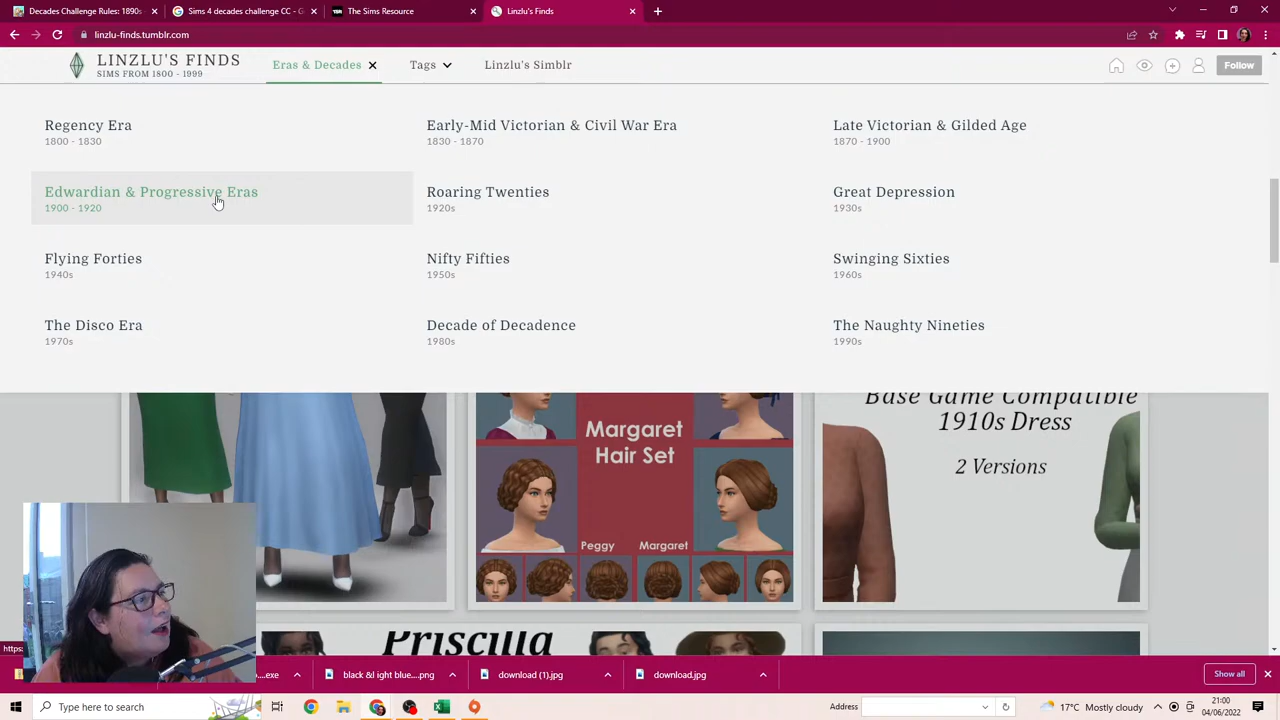 Decades Challenge Rules: 1890s
Sims 4 decades challenge CC - G
TSR
The Sims Resource
Linzlu's Finds
linzlu-finds.tumblr.com
LINZLU'S FINDS
SIMS FROM 1800 - 1999
Eras & Decades
Tags
Linzlu's Simblr
Follow
Regency Era
1800 - 1830
Early-Mid Victorian & Civil War Era
1830 - 1870
Late Victorian & Gilded Age
1870 - 1900
Edwardian & Progressive Eras
1900 - 1920
Roaring Twenties
1920s
Great Depression
1930s
Flying Forties
1940s
Nifty Fifties
1950s
Swinging Sixties
1960s
The Disco Era
1970s
Decade of Decadence
1980s
The Naughty Nineties
1990s
Margaret
Hair Set
Peggy
Margaret
Base Game Compatible
1910s Dress
2 Versions
Priscilla
https:
....exe
black &l ight blue....png
download (1).jpg
download.jpg
Show all
Type here to search
Address
17°C Mostly cloudy
21:00
04/06/2022